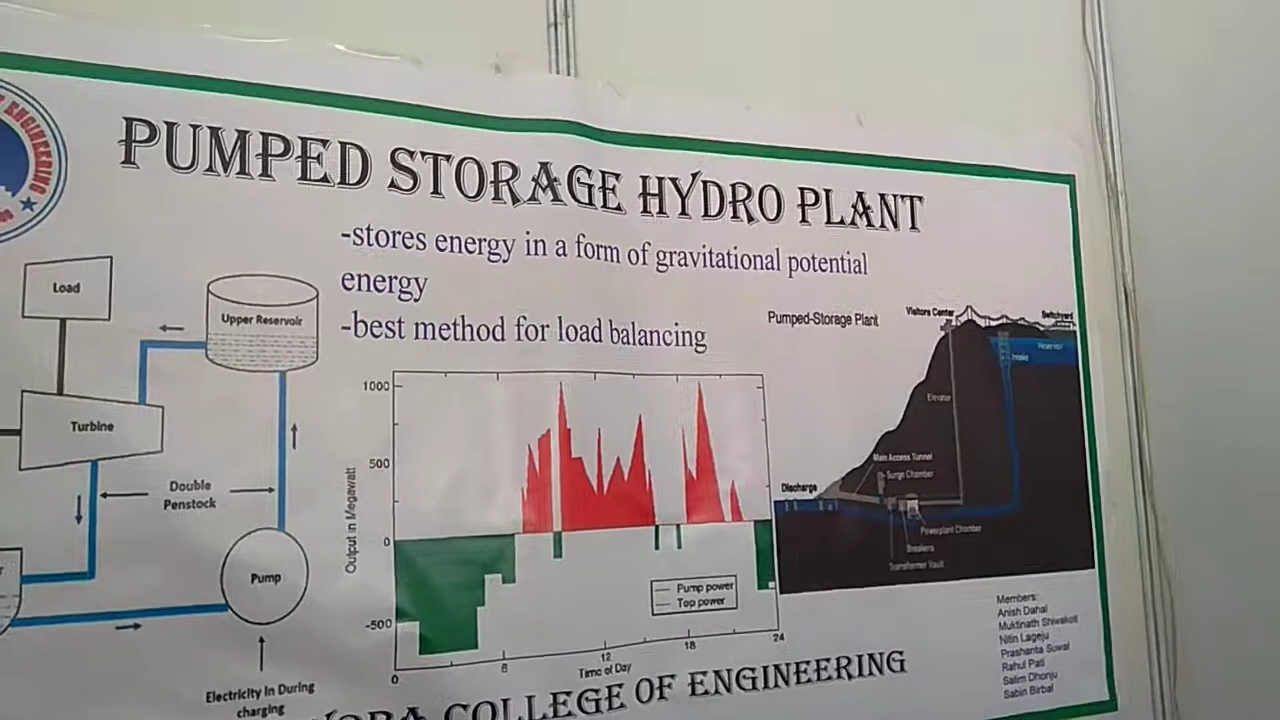 ENGINEERING
PUMPED STORAGE HYDRO PLANT
-stores energy in a form of gravitational potential
energy
-best method for load balancing
Load
Upper Reservoir
Turbine
Double
Penstock
Pump
Electricity In During
charging
1000
500
0
-500
Output in Megawatt
Pump power
Top power
0
6
12
18
24
Time of Day
Pumped-Storage Plant
Visitors Center
Switchyard
Reservoir
Intake
Elevator
Main Access Tunnel
Surge Chamber
Discharge
Powerplant Chamber
Breakers
Transformer Vault
Members:
Anish Dahal
Muktinath Shiwakoti
Nitin Lageju
Prashanta Suwal
Rahul Pati
Salim Dhonju
Sabin Birbal
COLLEGE OF ENGINEERING